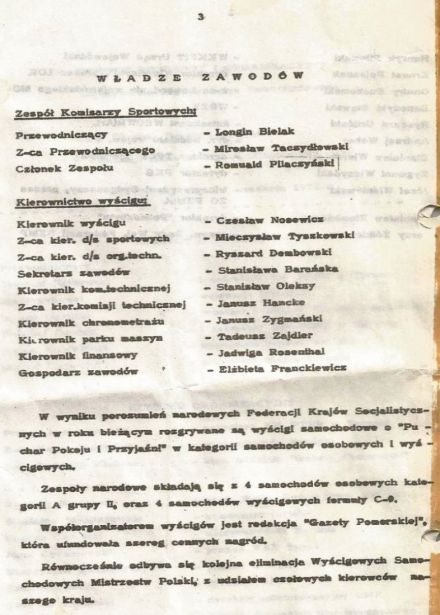 3
WŁADZE ZAWODÓW
Zespół Komisarzy Sportowych:
Przewodniczący - Longin Bielak
Z-ca Przewodniczącego - Mirosław Taczydłowski
Członek Zespołu - Romuald Pilaczyński
Kierownictwo wyścigu
Kierownik wyścigu - Czesław Nosewicz
Z-ca kier. d/s sportowych - Mieczysław Tyszkowski
Z-ca kier. d/s org.techn. - Ryszard Dembowski
Sekretarz zawodów - Stanisława Barańska
Kierownik kom.technicznej - Stanisław Oleksy
Z-ca kier.komisji technicznej - Janusz Hancke
Kierownik chronometrażu - Janusz Zygmański
Kierownik parku maszyn - Tadeusz Zajdler
Kierownik finansowy - Jadwiga Rosenthal
Gospodarz zawodów - Elżbieta Franckiewicz
W wyniku porozumień narodowych Federacji Krajów Socjalistycz-
nych w roku bieżącym rozgrywane są wyścigi samochodowe o "Pu -
char Pokoju i Przyjaźni" w kategorii samochodów osobowych i wyś -
cigowych.
Zespoły narodowe składają się z 4 samochodów osobowych kate-
gorii A grupy II, oraz 4 samochodów wyścigowych formuły C-9.
Współorganizatorem wyścigów jest redakcja "Gazety Pomorskiej",
która ufundowała szereg cennych nagród.
Równocześnie odbywa się kolejna eliminacja Wyścigowych Samo-
chodowych Mistrzostw Polski, z udziałem czołowych kierowców na-
szego kraju.